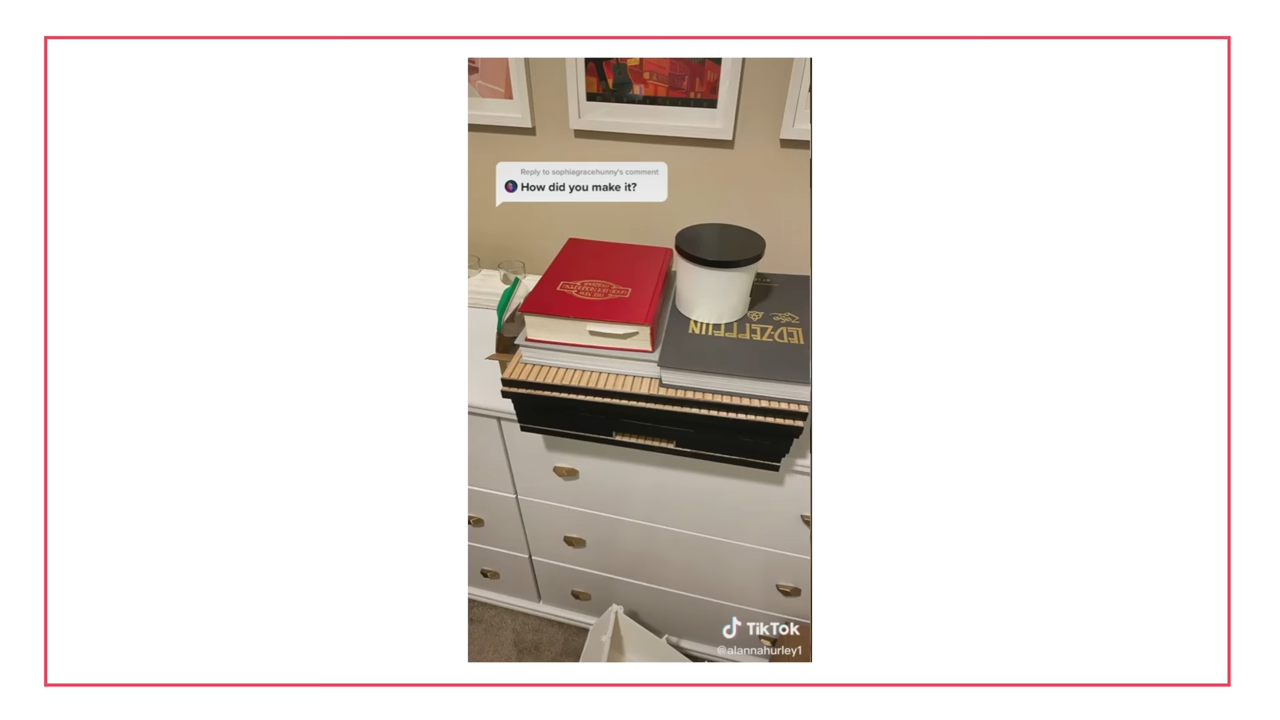 Reply to sophiagracehunny's comment
How did you make it?
LED-ZEPPELIN
TikTok
@alannahurley1